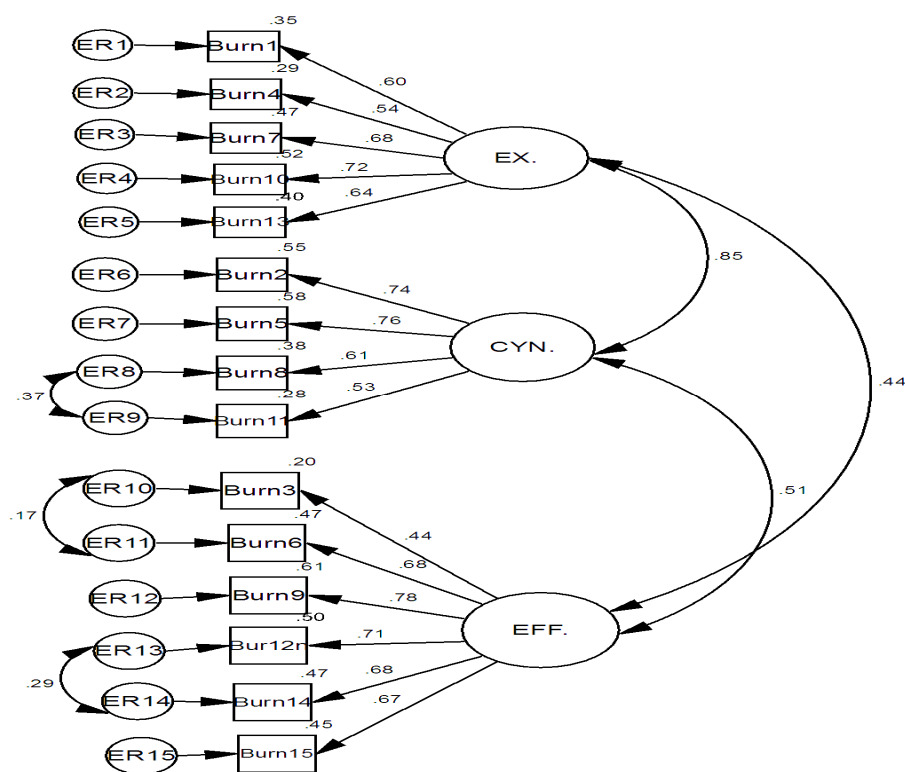 .35
ER1 Burn1
.29
.60
ER2 Burn4
.54
.47
ER3 Burn7
.68
EX.
.52
ER4 Burn10
.72
.40
.64
ER5 Burn13
.55
.85
ER6 Burn2
.74
.58
ER7 Burn5
.76
CYN.
.38
ER8 Burn8
.61
.44
.37
.28
.53
ER9 Burn11
.20
ER10 Burn3
.51
.17
.47
.44
ER11 Burn6
.68
.61
ER12 Burn9
.78
.50
EFF.
ER13 Bur12n
.71
.29
.47
.68
ER14 Burn14
.67
.45
ER15 Burn15